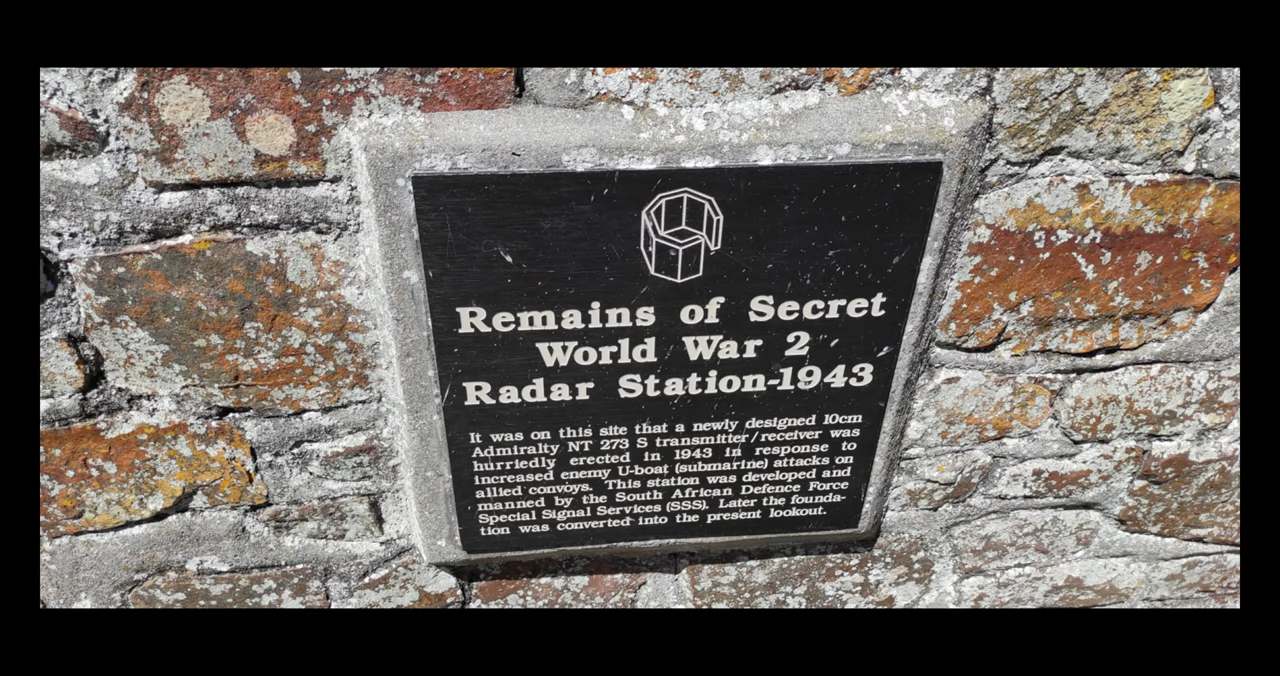 Remains of Secret
World War 2
Radar Station-1943
It was on this site that a newly designed 10cm
Admiralty NT 273 S transmitter/receiver was
hurriedly erected in 1943 in response to
increased enemy U-boat (submarine) attacks on
allied convoys. This station was developed and
manned by the South African Defence Force
Special Signal Services (SSS). Later the founda-
tion was converted into the present lookout.